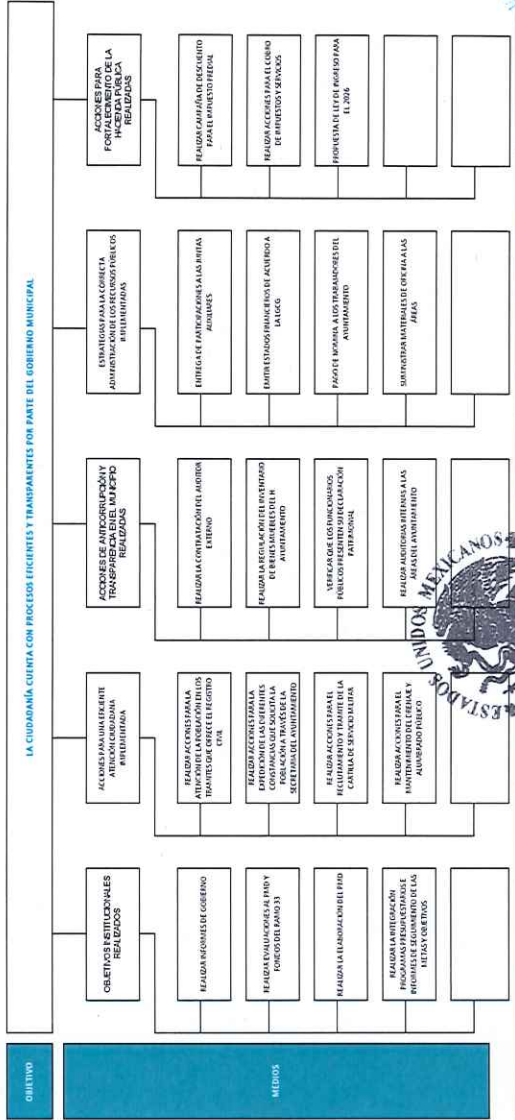 OBJETIVO
LA CIUDADANÍA CUENTA CON PROCESOS EFICIENTES Y TRANSPARENTES POR PARTE DEL GOBIERNO MUNICIPAL
MEDIOS
OBJETIVOS INSTITUCIONALES
REALIZADOS
REALIZAR INFORMES DE GOBIERNO
REALIZAR EVALUACIONES AL PMD Y
FONDOS DEL RAMO 33
REALIZAR LA ELABORACIÓN DEL PMD
REALIZAR LA INTEGRACIÓN
PROGRAMAS PRESUPUESTARIOS E
INFORMES DE SEGUIMIENTO DE LAS
METAS Y OBJETIVOS
ACCIONES PARA UNA EFICIENTE
ATENCIÓN CIUDADANA
IMPLEMENTADA
REALIZAR ACCIONES PARA LA
ATENCIÓN DE LA POBLACIÓN EN LOS
TRAMITES QUE OFRECE EL REGISTRO
CIVIL
REALIZAR ACCIONES PARA LA
EXPEDICIÓN DE LAS DIFERENTES
CONSTANCIAS QUE SOLICITA LA
POBLACIÓN A TRAVÉS DE LA
SECRETARIA DEL AYUNTAMIENTO
REALIZAR ACCIONES PARA EL
RECLUTAMIENTO Y TRAMITE DE LA
CARTILLA DE SERVICIO MILITAR
REALIZAR ACCIONES PARA EL
MANTENIMIENTO DEL DRENAJE Y
ALUMBRADO PÚBLICO
ACCIONES DE ANTICORRUPCIÓN Y
TRANSPARENCIA EN EL MUNICIPIO
REALIZADAS
REALIZAR LA CONTRATACIÓN DEL AUDITOR
EXTERNO
REALIZAR LA REGULACIÓN DEL INVENTARIO
DE BIENES MUEBLES DEL H
AYUNTAMIENTO
VERIFICAR QUE LOS FUNCIONARIOS
PÚBLICOS PRESENTEN SU DECLARACIÓN
PATRIMONIAL
REALIZAR AUDITORIAS INTERNAS A LAS
ÁREAS DEL AYUNTAMIENTO
ESTRATEGIAS PARA LA CORRECTA
ADMINISTRACIÓN DE LOS RECURSOS PÚBLICOS
IMPLEMENTADAS
ENTREGA DE PARTICIPACIONES A LAS JUNTAS
AUXILIARES
EMITIR ESTADOS FINANCIEROS DE ACUERDO A
LA LGCG
PAGO DE NOMINA A LOS TRABAJADORES DEL
AYUNTAMIENTO
SUMINISTRAR MATERIALES DE OFICINA A LAS
ÁREAS
ACCIONES PARA
FORTALECIMIENTO DE LA
HACIENDA PÚBLICA
REALIZADAS
REALIZAR CAMPAÑA DE DESCUENTO
PARA EL IMPUESTO PREDIAL
REALIZAR ACCIONES PARA EL COBRO
DE IMPUESTOS Y SERVICIOS
PROPUESTA DE LEY DE INGRESO PARA
EL 2026
ESTADOS UNIDOS MEXICANOS